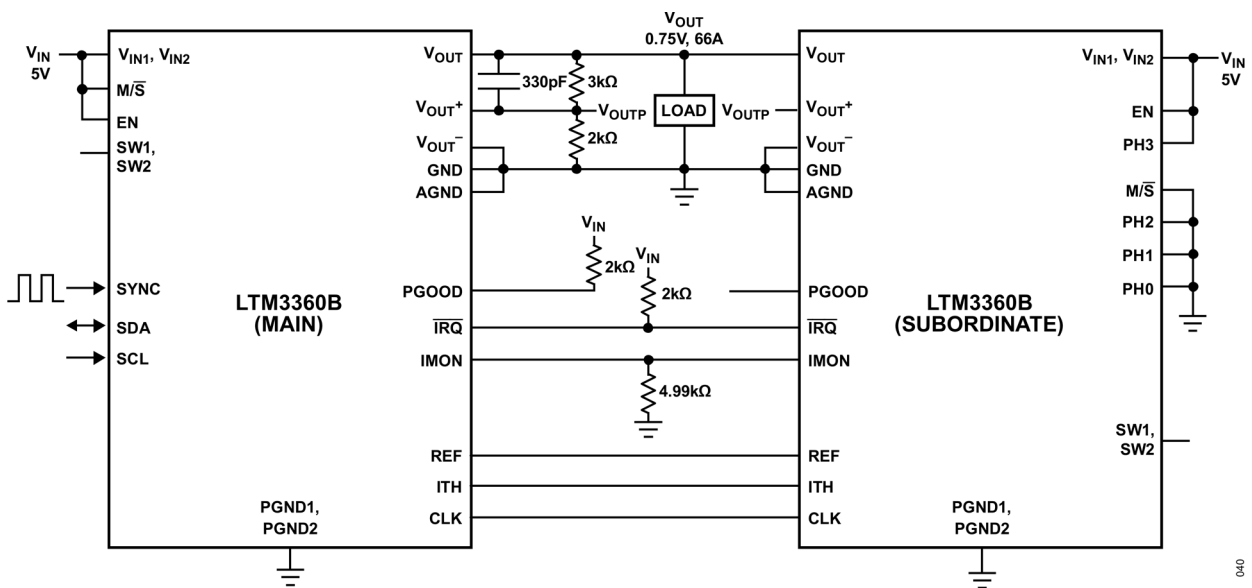 VIN
5V
VIN1, VIN2
M/S
EN
SW1,
SW2
SYNC
SDA
SCL
LTM3360B
(MAIN)
PGND1,
PGND2
VOUT
VOUT+
VOUT−
GND
AGND
PGOOD
IRQ
IMON
REF
ITH
CLK
330pF
3kΩ
VOUTP
2kΩ
VOUT
0.75V, 66A
LOAD
VOUTP
VIN
2kΩ
VIN
2kΩ
4.99kΩ
VOUT
VOUT+
VOUT−
GND
AGND
PGOOD
IRQ
IMON
REF
ITH
CLK
LTM3360B
(SUBORDINATE)
PGND1,
PGND2
VIN1, VIN2
EN
PH3
M/S
PH2
PH1
PH0
SW1,
SW2
VIN
5V
040